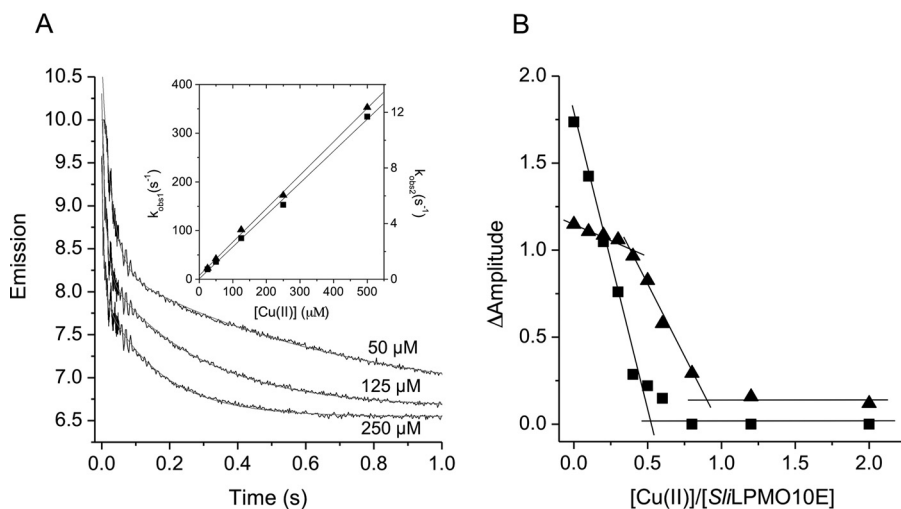 A
10.5
10.0
9.5
9.0
8.5
8.0
7.5
7.0
6.5
Emission
0.0 0.2 0.4 0.6 0.8 1.0
Time (s)
50 µM
125 µM
250 µM
400
300
200
100
0
k_obs1(s⁻¹)
12
8
4
0
k_obs2(s⁻¹)
0 100 200 300 400 500
[Cu(II)] (µM)
B
2.0
1.5
1.0
0.5
0.0
ΔAmplitude
0.0 0.5 1.0 1.5 2.0
[Cu(II)]/[SliLPMO10E]